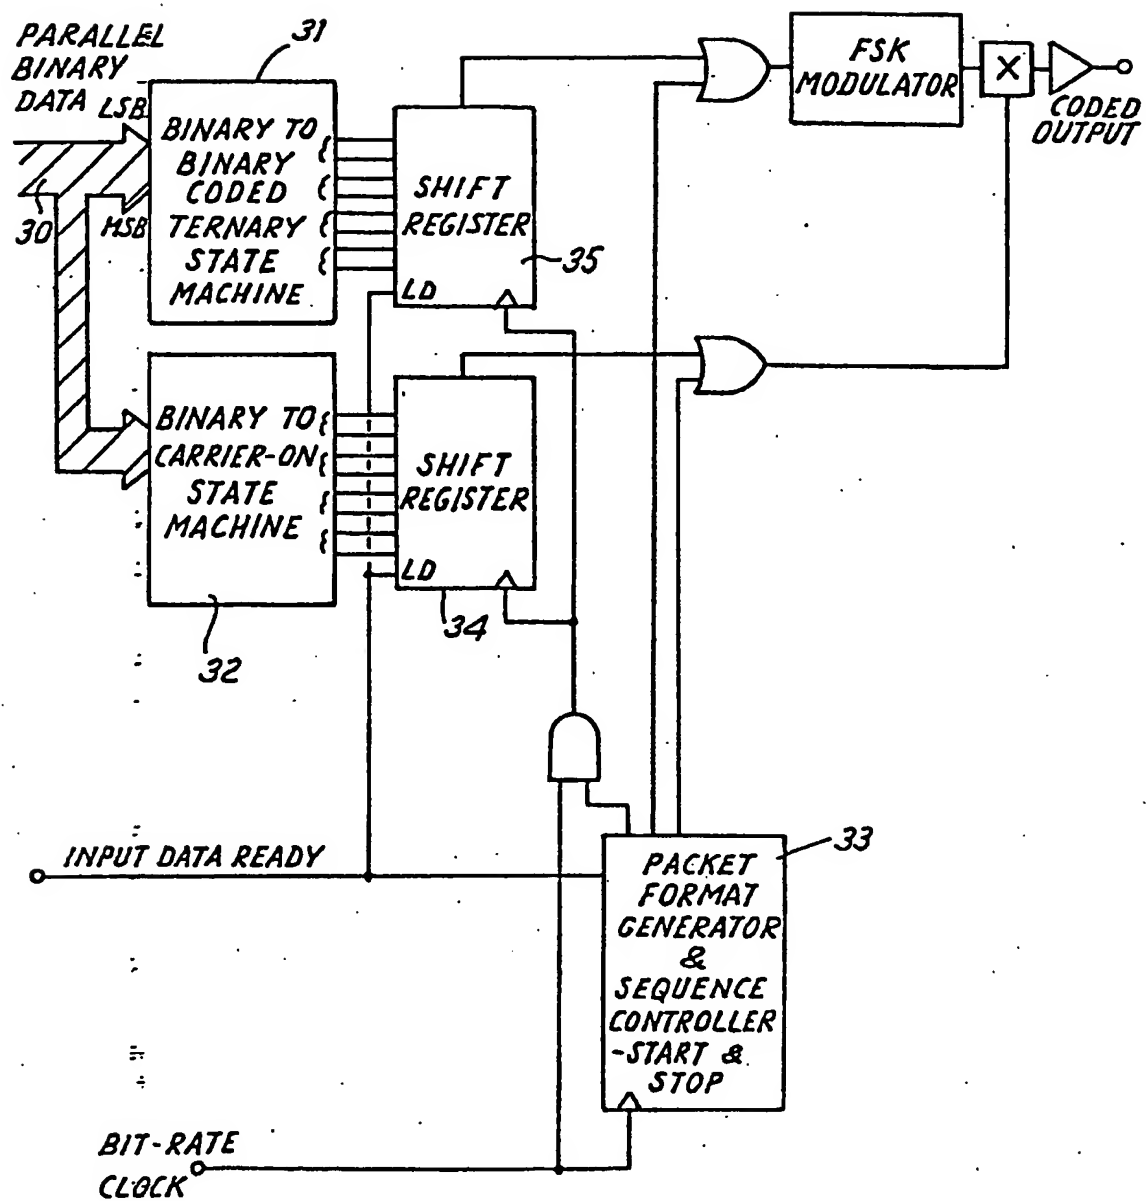 PARALLEL
BINARY
DATA
LSB
MSB
30
31
BINARY TO
BINARY
CODED
TERNARY
STATE
MACHINE
SHIFT
REGISTER
35
LD
FSK
MODULATOR
X
CODED
OUTPUT
BINARY TO
CARRIER-ON
STATE
MACHINE
32
SHIFT
REGISTER
LD
34
INPUT DATA READY
33
PACKET
FORMAT
GENERATOR
&
SEQUENCE
CONTROLLER
-START &
STOP
BIT-RATE
CLOCK